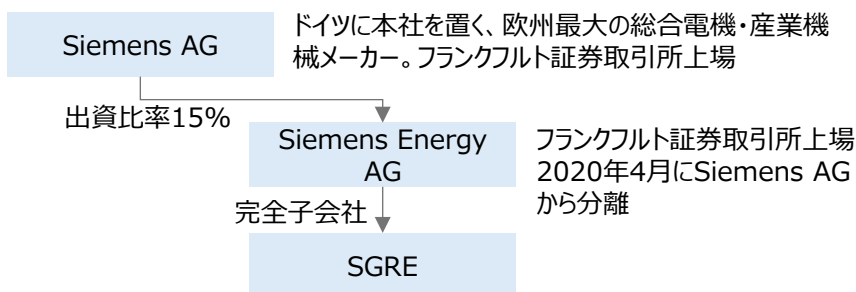 Siemens AG
ドイツに本社を置く、欧州最大の総合電機・産業機
械メーカー。フランクフルト証券取引所上場
出資比率15%
Siemens Energy
AG
フランクフルト証券取引所上場
2020年4月にSiemens AG
から分離
完全子会社
SGRE